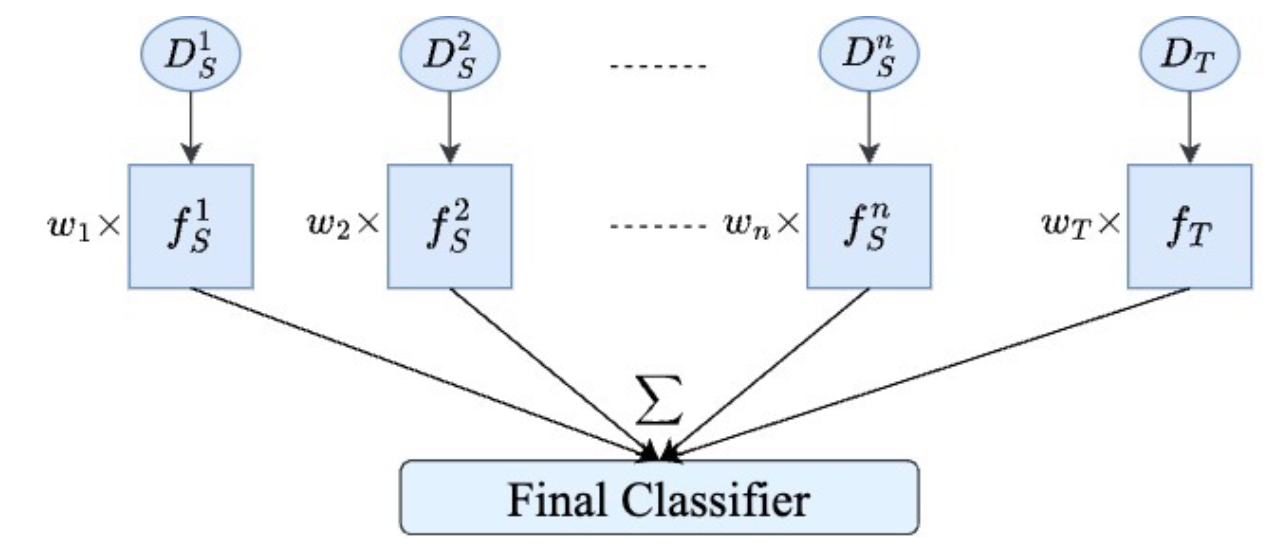 $D_S^1$ $D_S^2$ ------- $D_S^n$ $D_T$
$w_1 \times$ $f_S^1$ $w_2 \times$ $f_S^2$ ------- $w_n \times$ $f_S^n$ $w_T \times$ $f_T$
$\sum$
Final Classifier